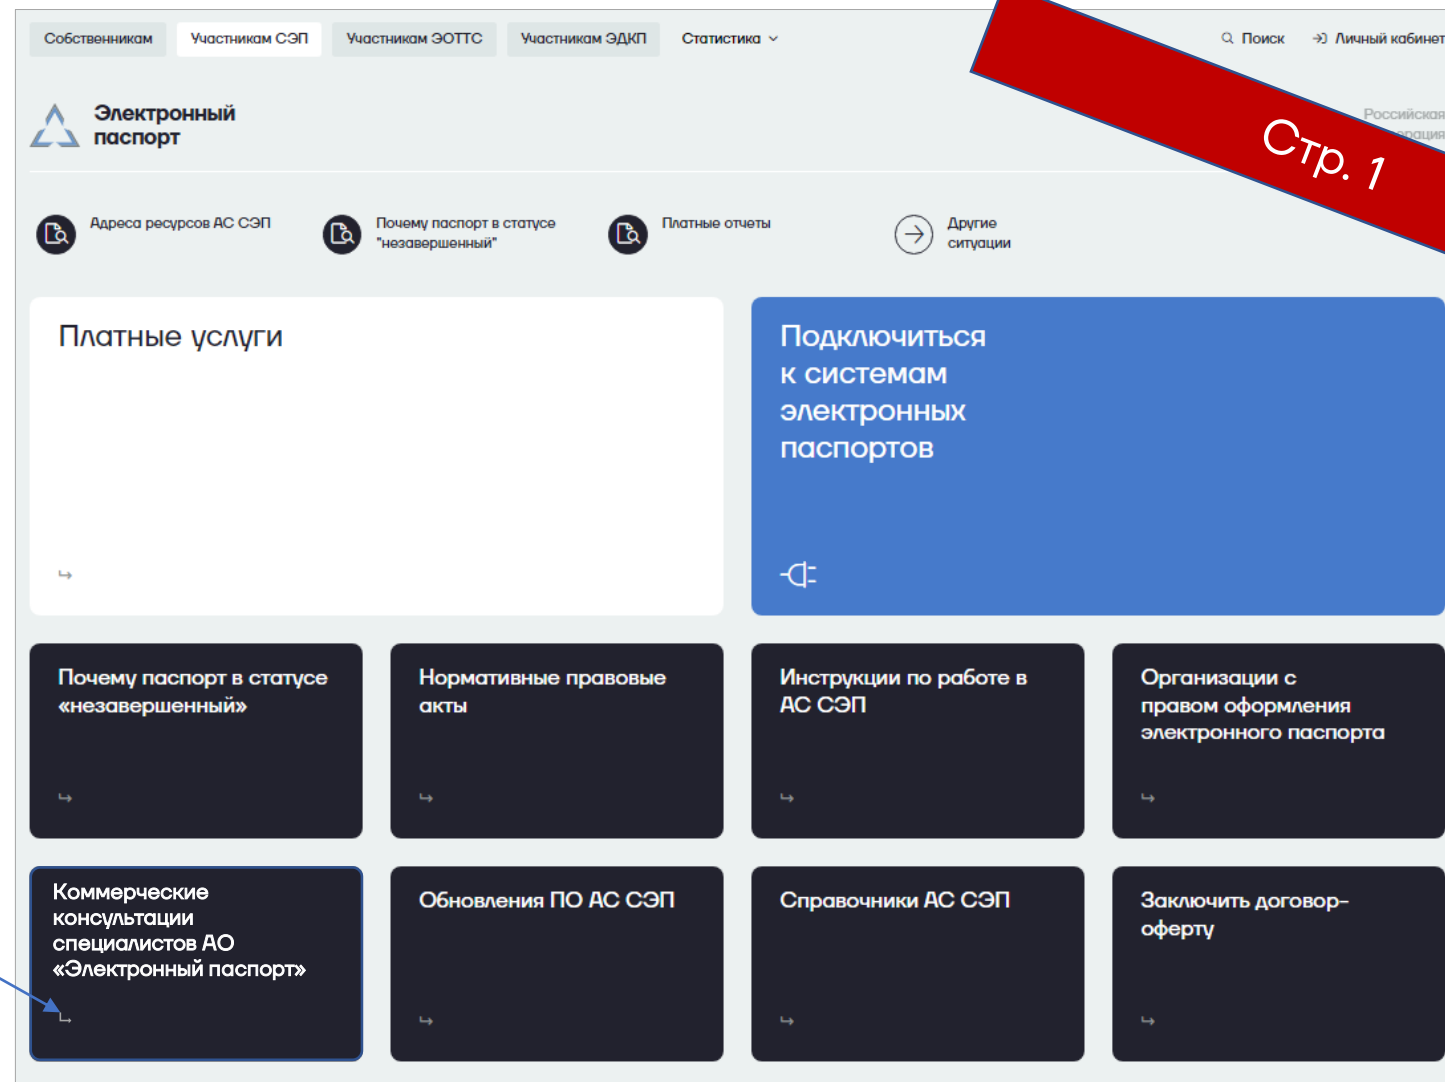 Собственникам
Участникам СЭП
Участникам ЭОТТС
Участникам ЭДКП
Статистика
Поиск
Личный кабинет
Электронный
паспорт
Российская
Стр. 1
Адреса ресурсов АС СЭП
Почему паспорт в статусе
"незавершенный"
Платные отчеты
Другие
ситуации
Платные услуги
Подключиться
к системам
электронных
паспортов
Почему паспорт в статусе
«незавершенный»
Нормативные правовые
акты
Инструкции по работе в
АС СЭП
Организации с
правом оформления
электронного паспорта
Коммерческие
консультации
специалистов АО
«Электронный паспорт»
Обновления ПО АС СЭП
Справочники АС СЭП
Заключить договор-
оферту